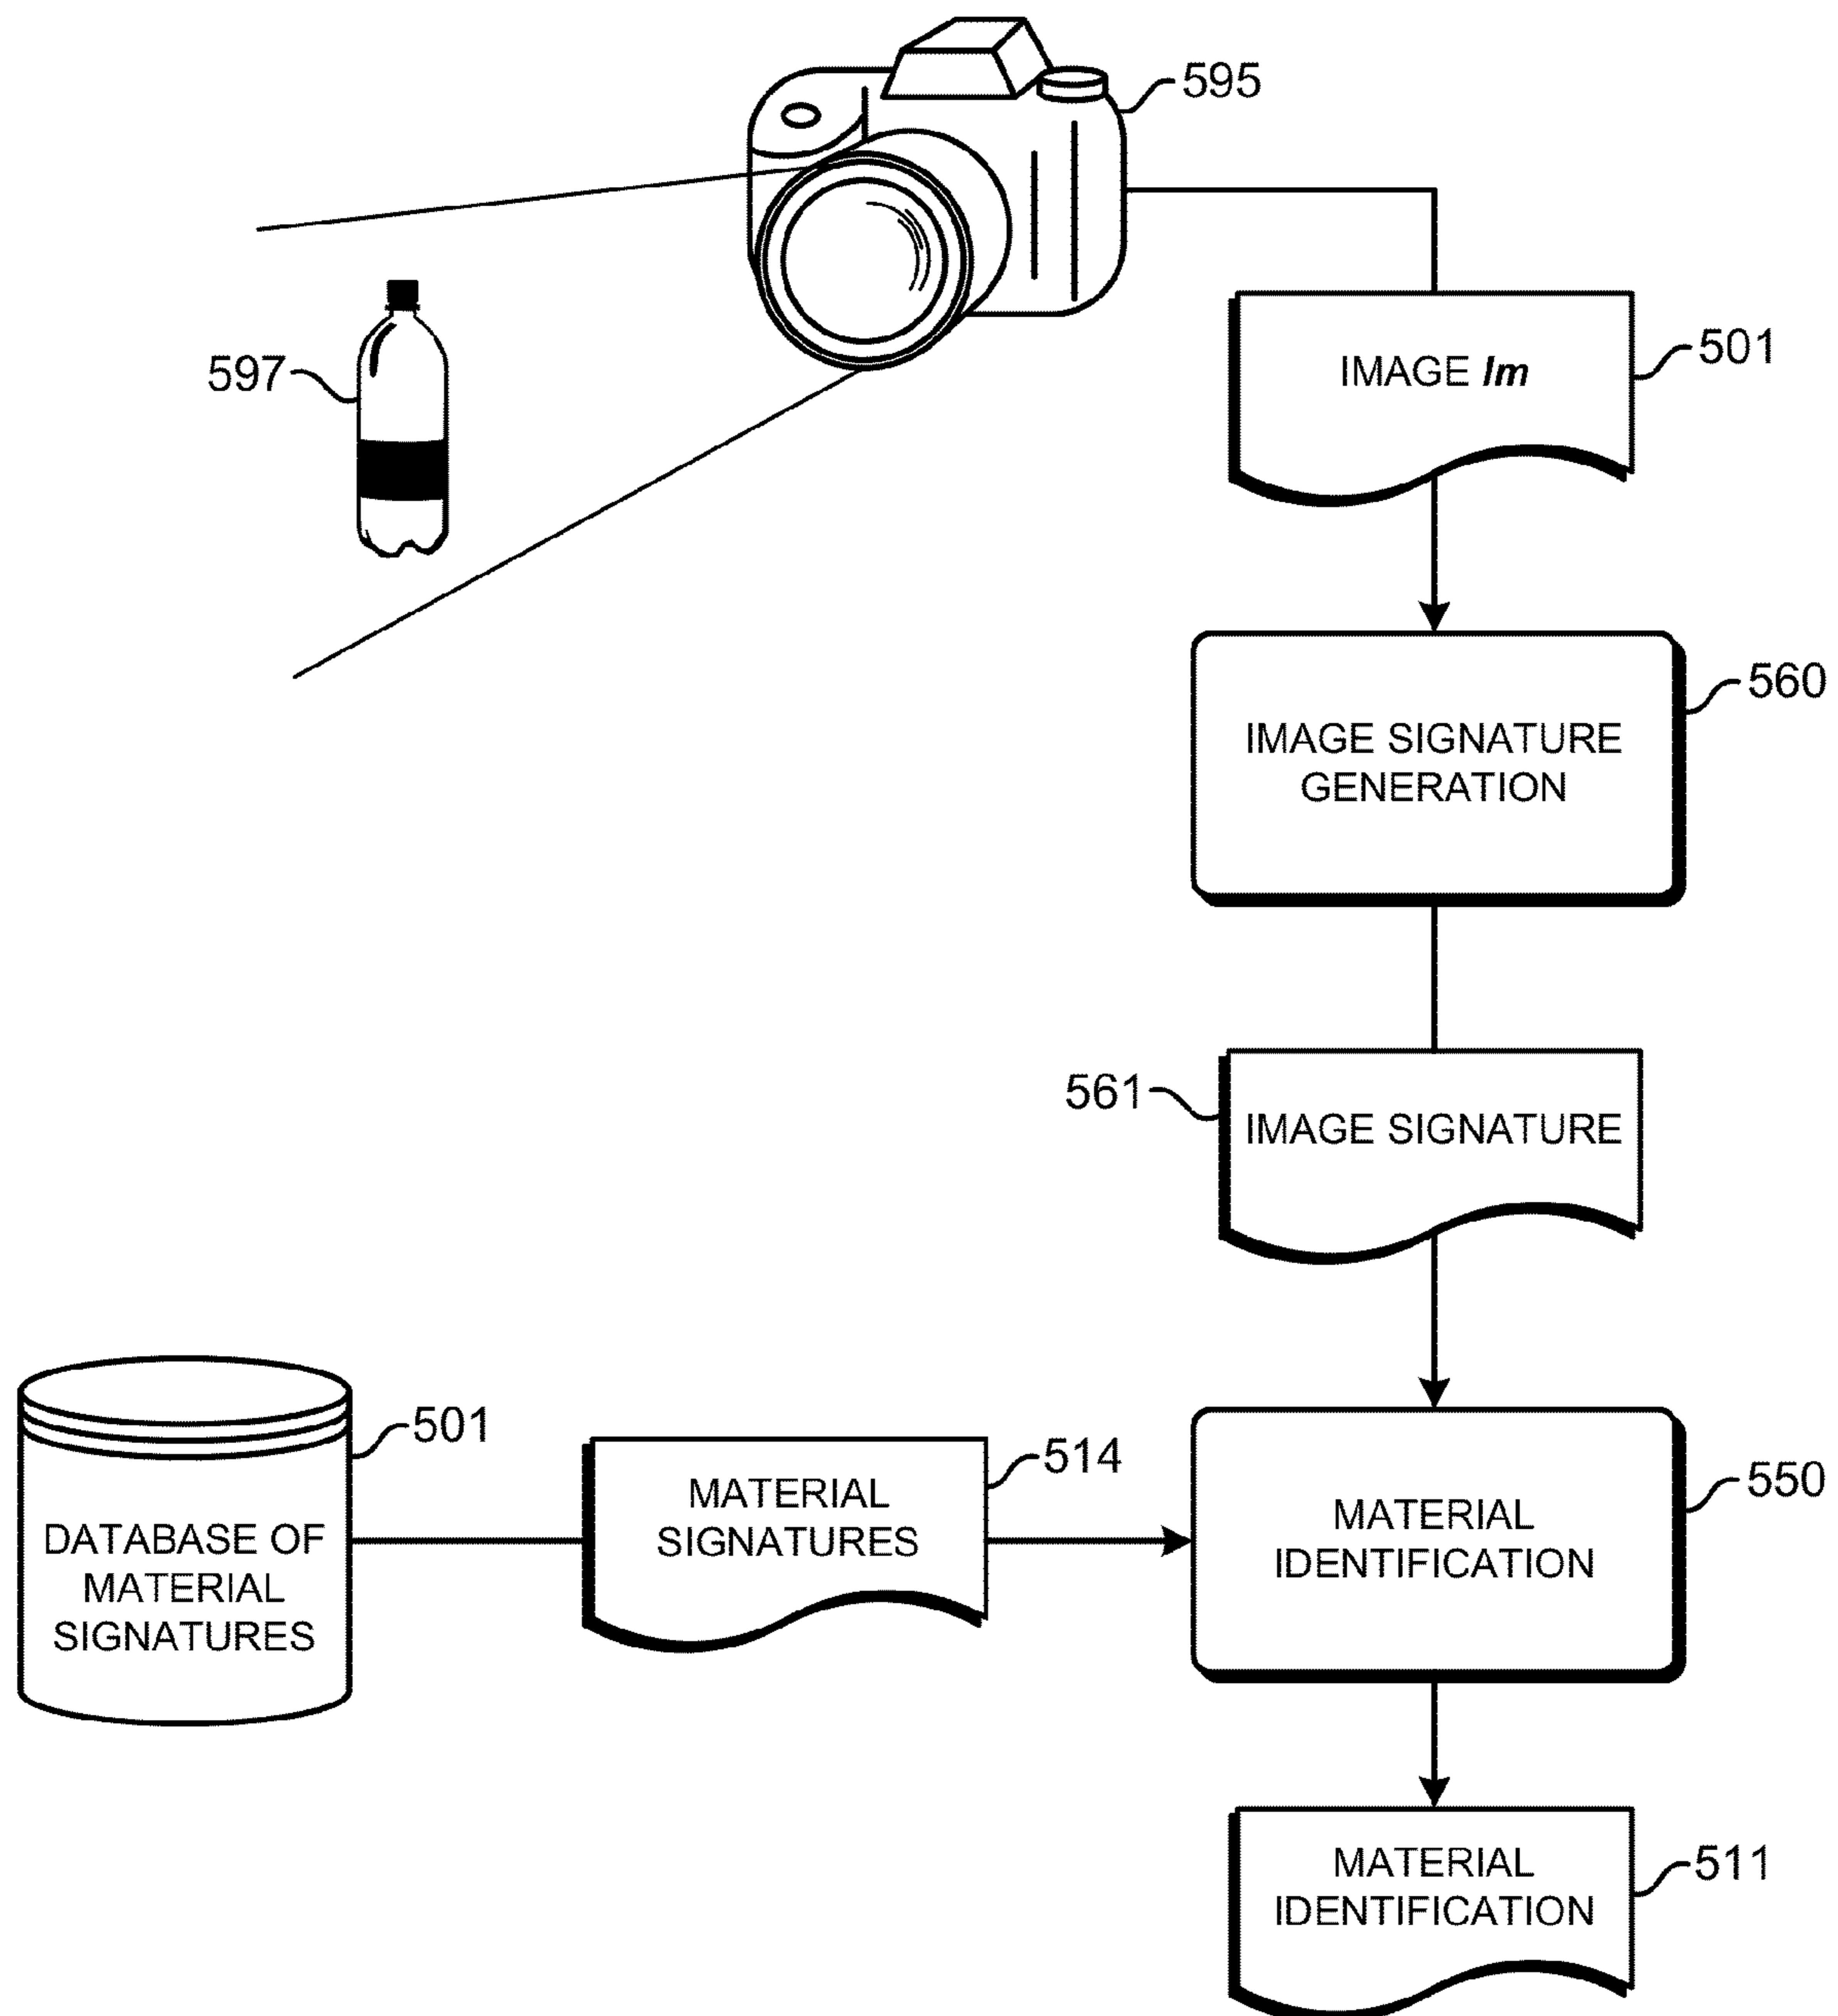 595
597
IMAGE Im
501
560
IMAGE SIGNATURE
GENERATION
561
IMAGE SIGNATURE
501
DATABASE OF
MATERIAL
SIGNATURES
514
MATERIAL
SIGNATURES
550
MATERIAL
IDENTIFICATION
511
MATERIAL
IDENTIFICATION